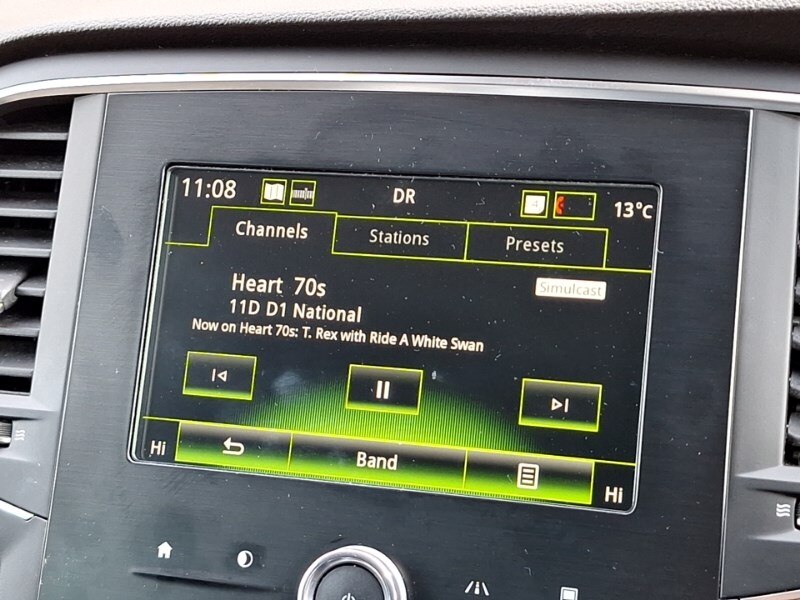 11:08 DR 4 13°C
Channels Stations Presets
Heart 70s Simulcast
11D D1 National
Now on Heart 70s: T. Rex with Ride A White Swan
Hi Band Hi